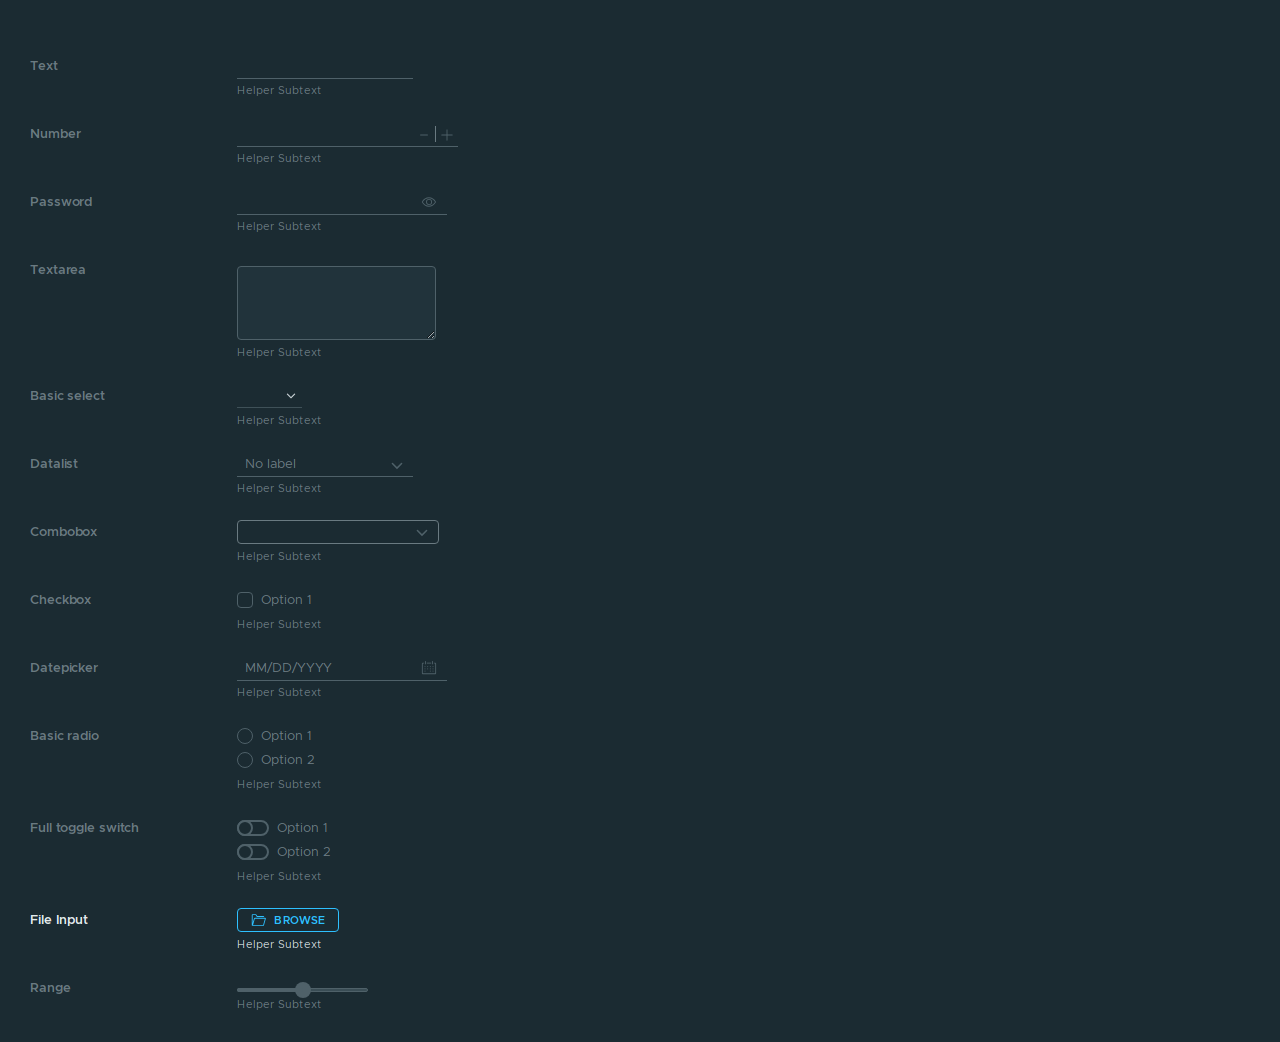 Text
Helper Subtext
Number
Helper Subtext
Password
Helper Subtext
Textarea
Helper Subtext
Basic select
Helper Subtext
Datalist No label
Helper Subtext
Combobox
Helper Subtext
Checkbox Option 1
Helper Subtext
Datepicker MM/DD/YYYY
Helper Subtext
Basic radio Option 1
Option 2
Helper Subtext
Full toggle switch Option 1
Option 2
Helper Subtext
File Input BROWSE
Helper Subtext
Range
Helper Subtext